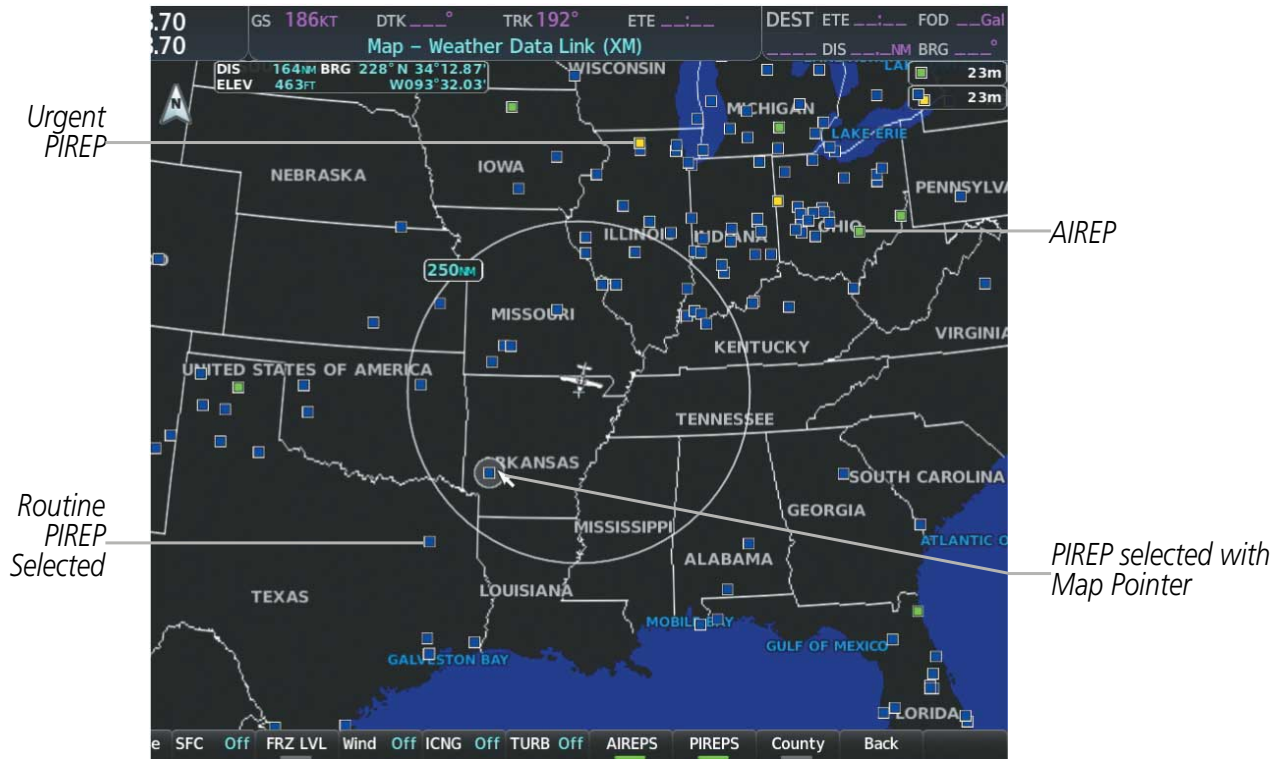 .70 GS 186KT DTK ___° TRK 192° ETE __:__ DEST ETE __:__ FOD __Gal
.70 Map – Weather Data Link (XM) ____ DIS __.__NM BRG ___°
DIS 164NM BRG 228° N 34°12.87'
ELEV 463FT W093°32.03'
WISCONSIN
23m
23m
N
Urgent
PIREP
MICHIGAN
LAKE ERIE
IOWA
NEBRASKA
PENNSYLVA
ILLINOI
INDIANA
OHIO
AIREP
250NM
MISSOURI
VIRGINIA
KENTUCKY
UNITED STATES OF AMERICA
TENNESSEE
ARKANSAS
SOUTH CAROLINA
Routine
PIREP
Selected
GEORGIA
MISSISSIPPI
ATLANTIC O
ALABAMA
PIREP selected with
Map Pointer
TEXAS
LOUISIANA
MOBILE BAY
GULF OF MEXICO
GALVESTON BAY
LORIDA
e SFC Off FRZ LVL Wind Off ICNG Off TURB Off AIREPS PIREPS County Back